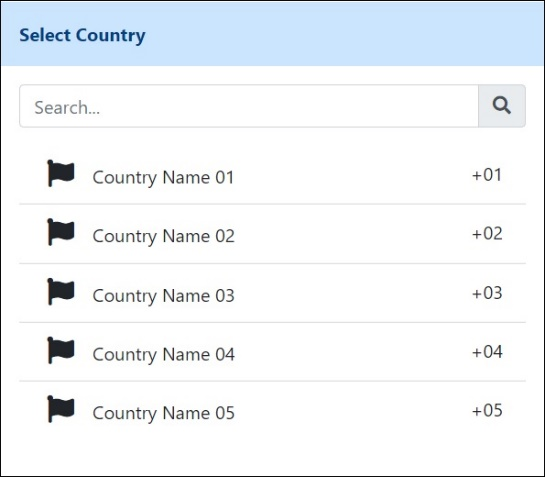 Select Country
Search...
Country Name 01 +01
Country Name 02 +02
Country Name 03 +03
Country Name 04 +04
Country Name 05 +05